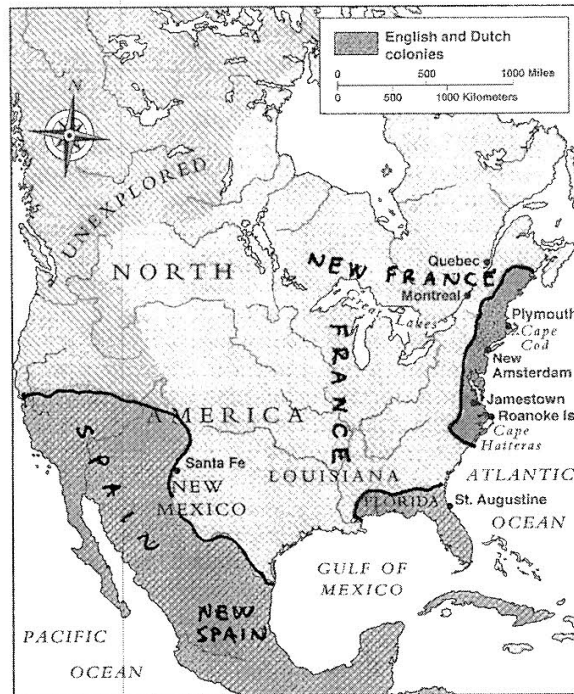 English and Dutch
colonies
0 500 1000 Miles
0 500 1000 Kilometers
N
UNEXPLORED
NORTH
NEW FRANCE
Quebec
Montreal
Great Lakes
Plymouth
Cape
Cod
New
Amsterdam
Jamestown
Roanoke Is
Cape
Hatteras
FRANCE
AMERICA
SPAIN
Santa Fe
NEW
MEXICO
LOUISIANA
ATLANTIC
OCEAN
FLORIDA
St. Augustine
GULF OF
MEXICO
NEW
SPAIN
PACIFIC
OCEAN